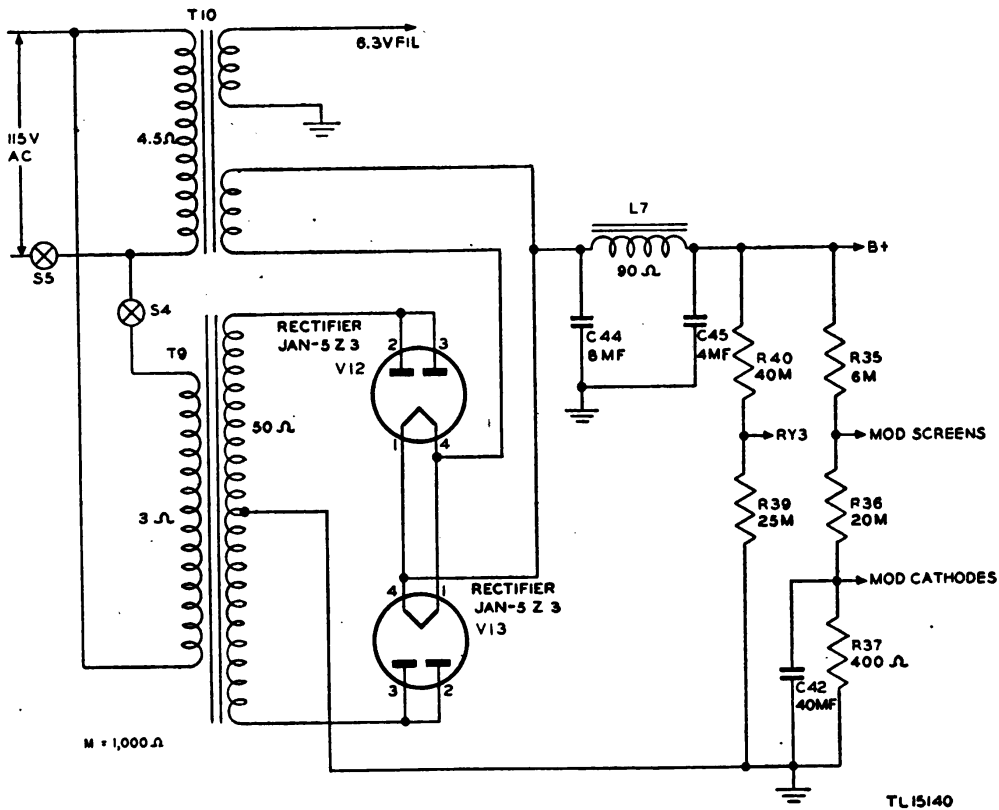 T10
6.3V FIL
115V
AC
4.5Ω
S5
S4
T9
RECTIFIER
JAN-5Z3
2
3
V12
50Ω
1
4
3Ω
L7
90Ω
B+
C44
8MF
C45
4MF
R40
40M
R35
6M
RY3
MOD SCREENS
R39
25M
R36
20M
MOD CATHODES
4
1
RECTIFIER
JAN-5Z3
V13
3
2
R37
400Ω
C42
40MF
M = 1,000Ω
TL15140